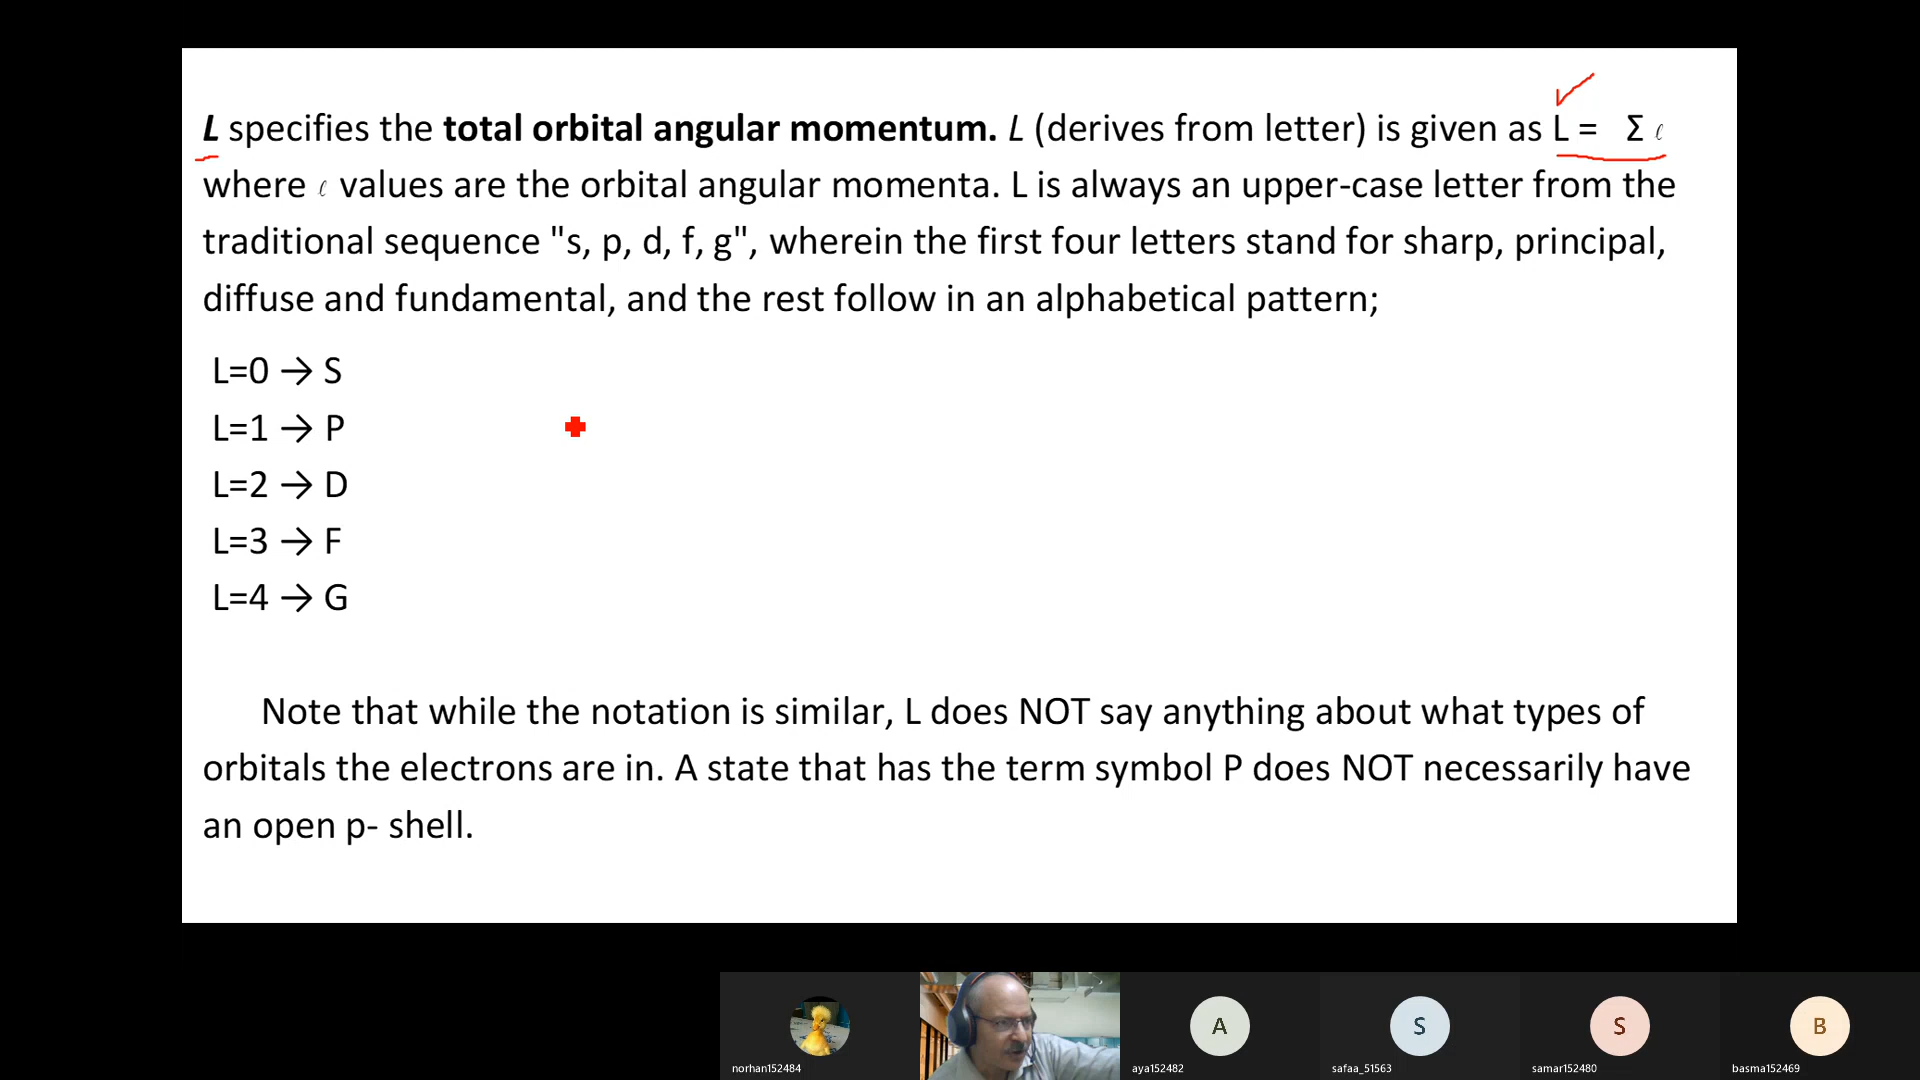 L specifies the total orbital angular momentum. L (derives from letter) is given as L = Σ ℓ
where ℓ values are the orbital angular momenta. L is always an upper-case letter from the
traditional sequence "s, p, d, f, g", wherein the first four letters stand for sharp, principal,
diffuse and fundamental, and the rest follow in an alphabetical pattern;
L=0 → S
L=1 → P
L=2 → D
L=3 → F
L=4 → G
Note that while the notation is similar, L does NOT say anything about what types of
orbitals the electrons are in. A state that has the term symbol P does NOT necessarily have
an open p- shell.
A
S
S
B
norhan152484
aya152482
safaa_51563
samar152480
basma152469